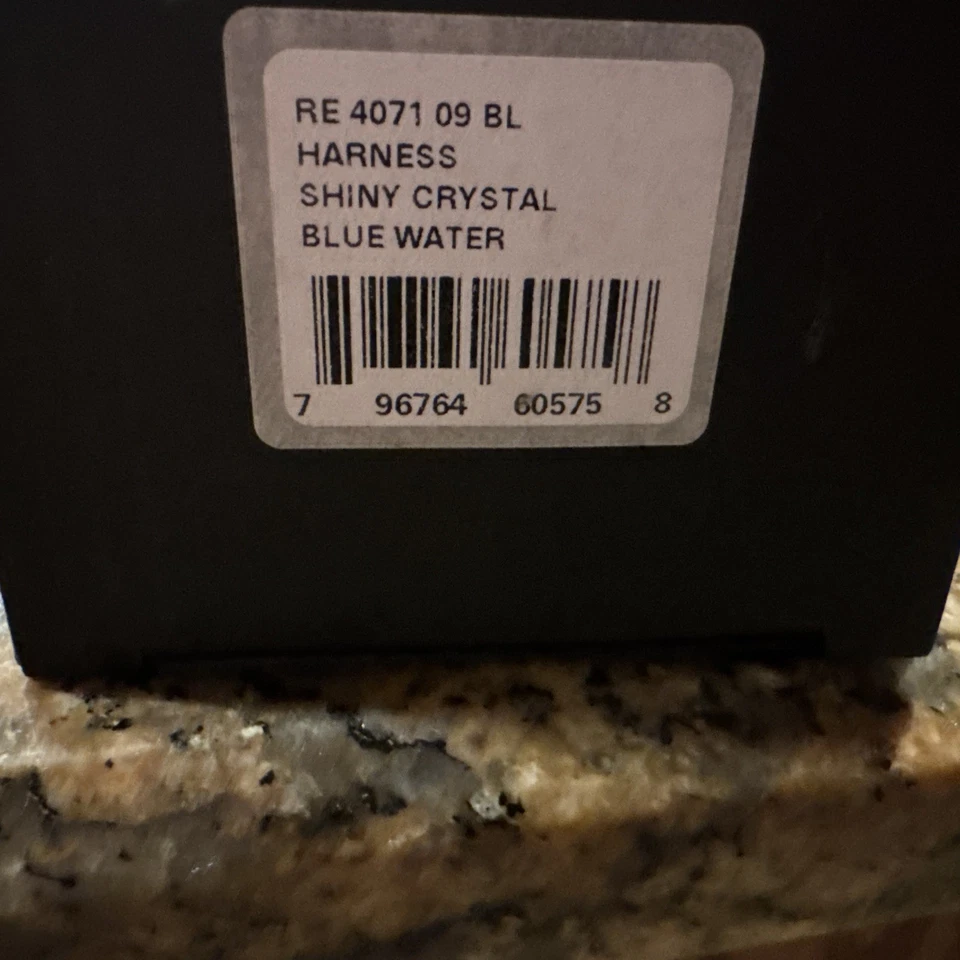 RE 4071 09 BL
HARNESS
SHINY CRYSTAL
BLUE WATER
7 96764 60575 8